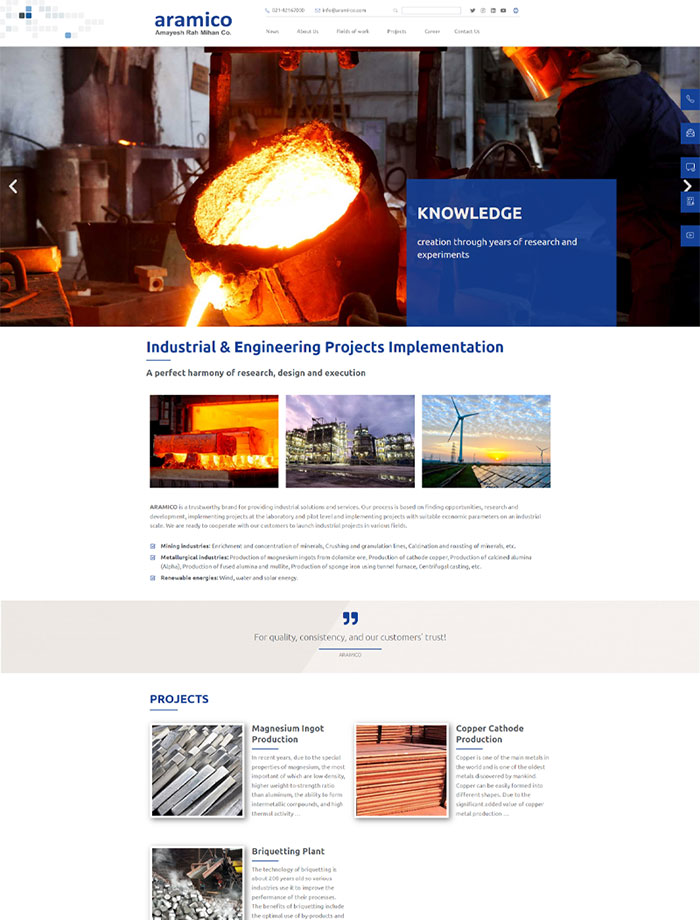 aramico
Amayesh Rah Mihan Co.
021-92147000 info@aramico.com
News About Us Fields of work Projects Career Contact Us
KNOWLEDGE
creation through years of research and
experiments
Industrial & Engineering Projects Implementation
A perfect harmony of research, design and execution
ARAMICO is a trustworthy brand for providing industrial solutions and services. Our process is based on finding opportunities, research and
development, implementing projects at the laboratory and pilot level and implementing projects with suitable economic parameters on an industrial
scale. We are ready to cooperate with our customers to launch industrial projects in various fields.
Mining industries: Enrichment and concentration of minerals, Crushing and granulation lines, Calcination and roasting of minerals, etc.
Metallurgical industries: Production of magnesium ingots from dolomite ore, Production of cathode copper, Production of calcined alumina
(Alpha), Production of fused alumina and mullite, Production of sponge iron using tunnel furnace, Centrifugal casting, etc.
Renewable energies: Wind, water and solar energy.
For quality, consistency, and our customers' trust!
ARAMICO
PROJECTS
Magnesium Ingot
Production
In recent years, due to the special
properties of magnesium, the most
important of which are low density,
higher weight to strength ratio
than aluminum, the ability to form
intermetallic compounds, and high
thermal activity ...
Copper Cathode
Production
Copper is one of the main metals in
the world and is one of the oldest
metals discovered by mankind.
Copper can be easily formed into
different shapes. Due to the
significant added value of copper
metal production ...
Briquetting Plant
The technology of briquetting is
about 200 years old so various
industries use it to improve the
performance of their processes.
The benefits of briquetting include
the optimal use of by products and